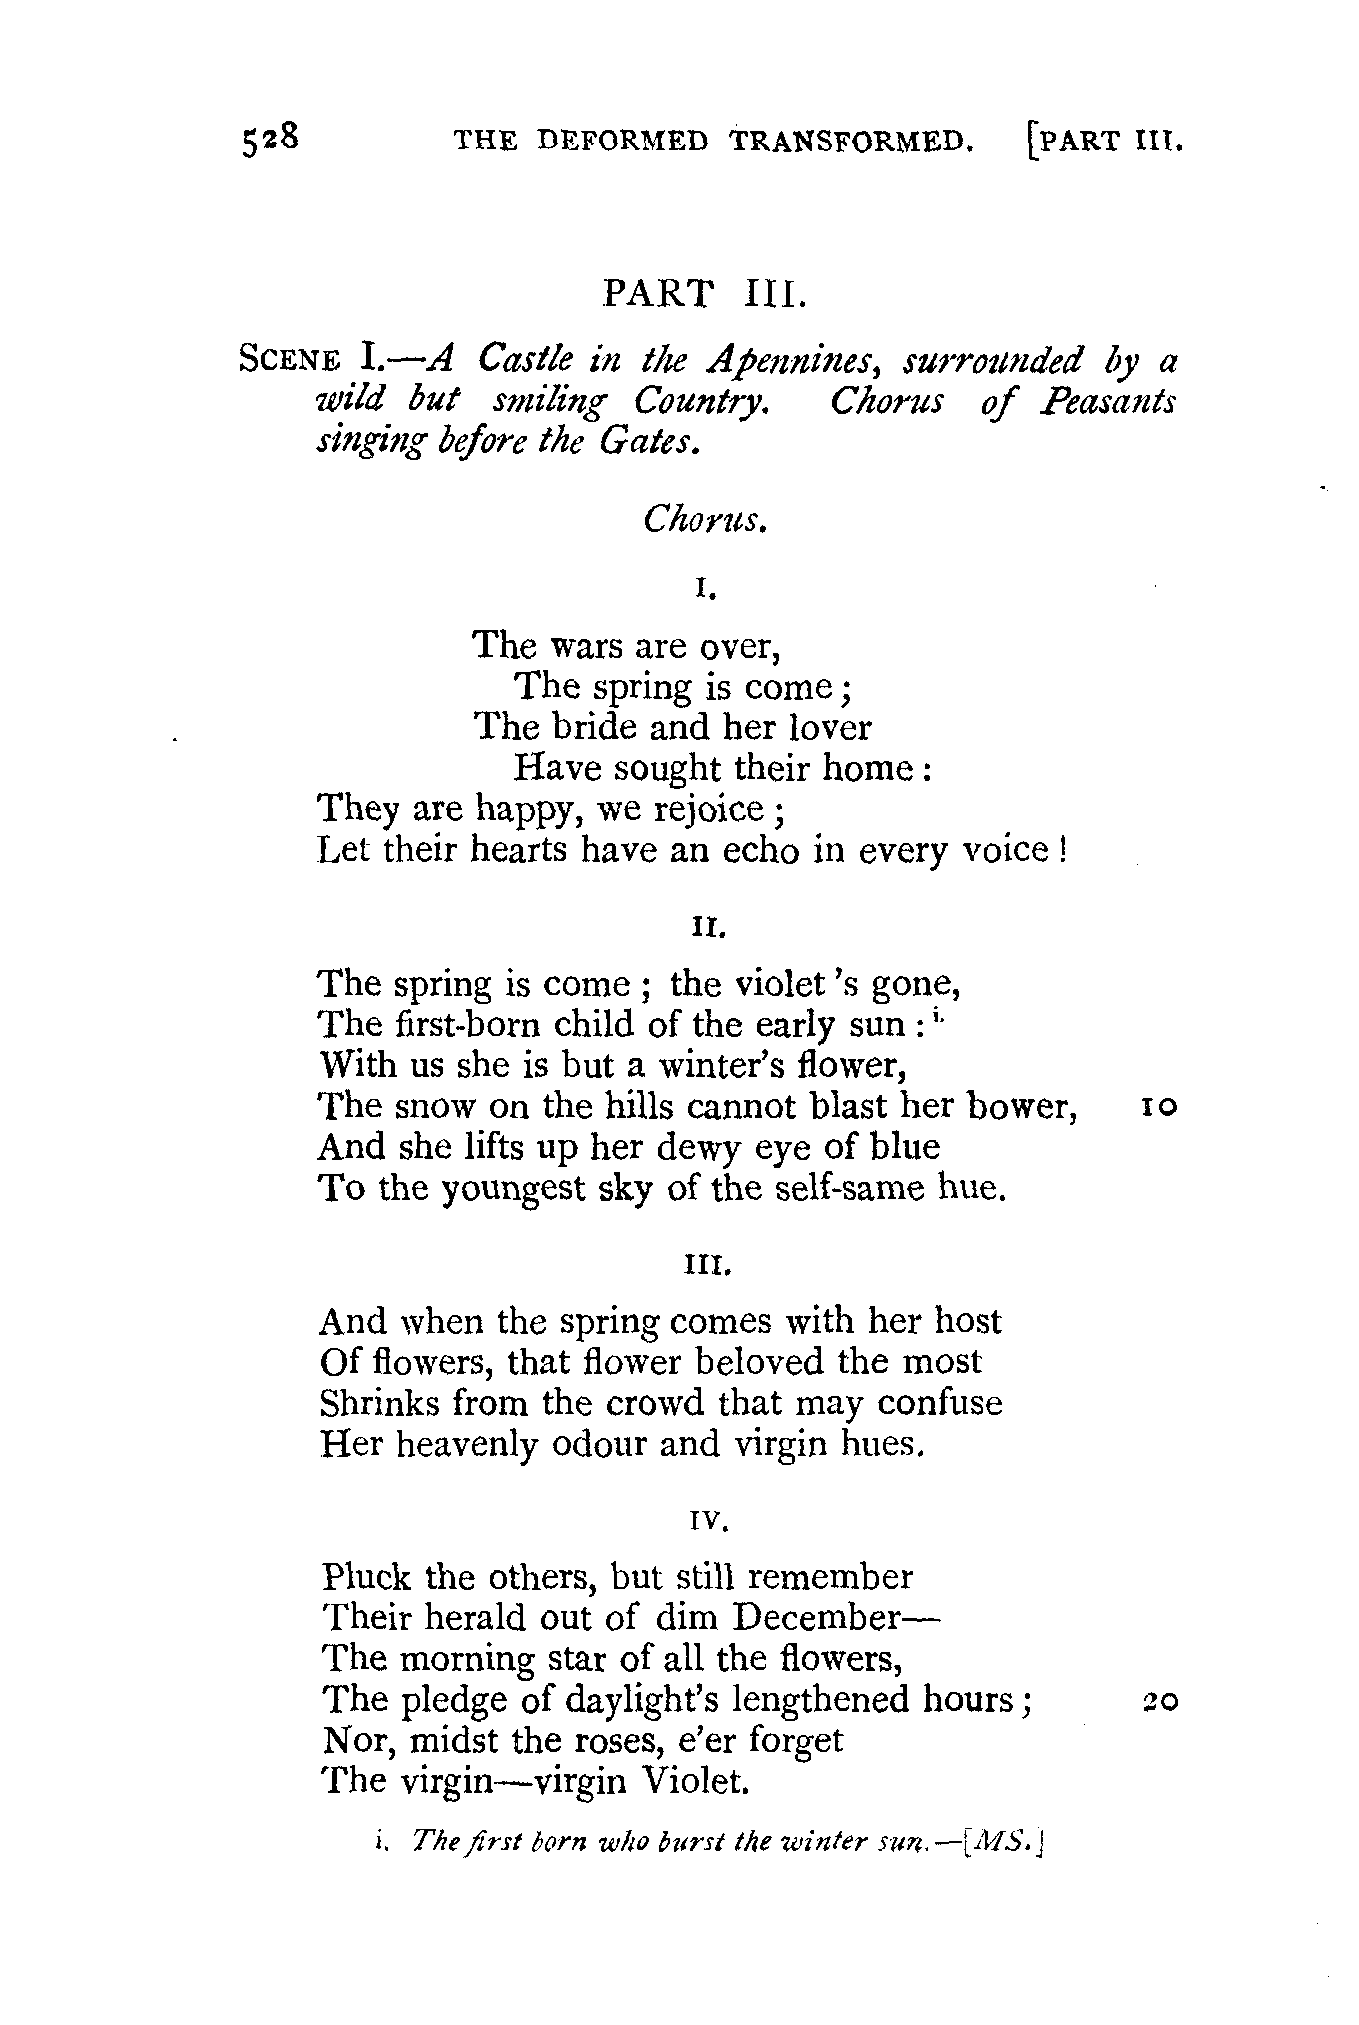 528 THE DEFORMED TRANSFORMED. [PART III.
PART III.
SCENE I.—A Castle in the Apennines, surrounded by a
wild but smiling Country. Chorus of Peasants
singing before the Gates.
Chorus.
I.
The wars are over,
The spring is come;
The bride and her lover
Have sought their home:
They are happy, we rejoice;
Let their hearts have an echo in every voice!
II.
The spring is come; the violet's gone,
The first-born child of the early sun: i.
With us she is but a winter's flower,
The snow on the hills cannot blast her bower, 10
And she lifts up her dewy eye of blue
To the youngest sky of the self-same hue.
III.
And when the spring comes with her host
Of flowers, that flower beloved the most
Shrinks from the crowd that may confuse
Her heavenly odour and virgin hues.
IV.
Pluck the others, but still remember
Their herald out of dim December—
The morning star of all the flowers,
The pledge of daylight's lengthened hours; 20
Nor, midst the roses, e'er forget
The virgin—virgin Violet.
i. The first born who burst the winter sun.—[MS.]